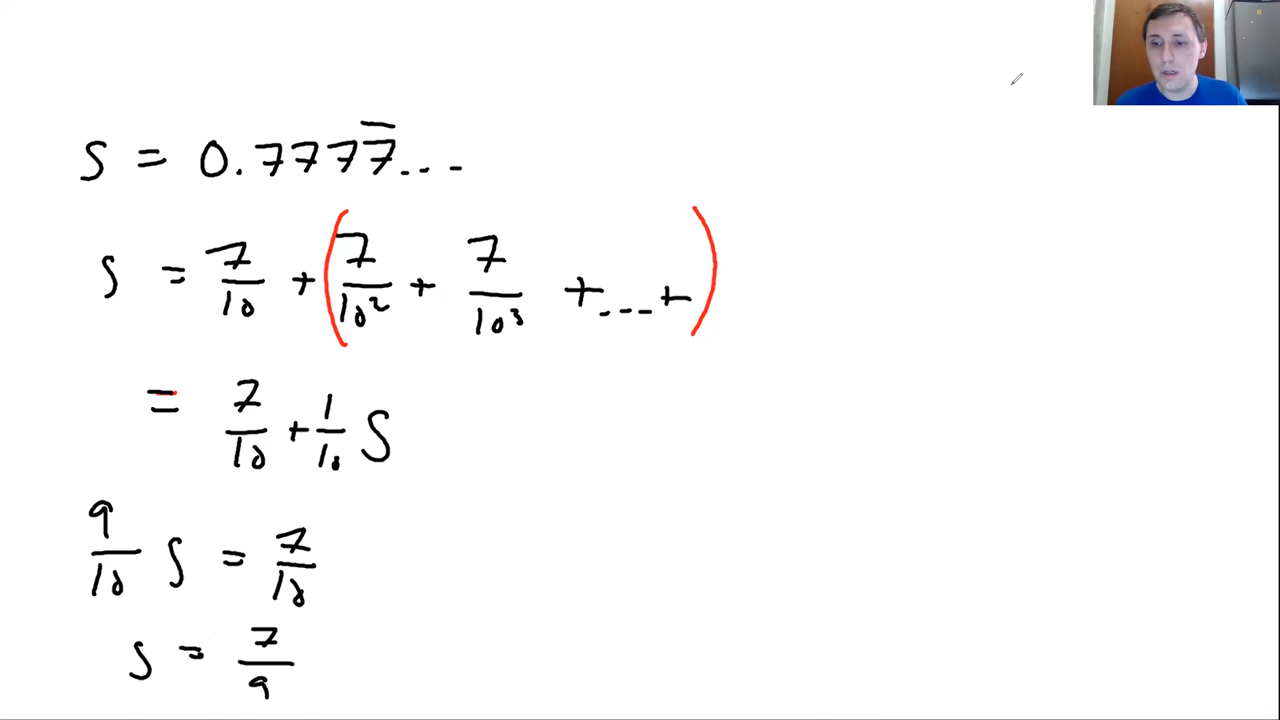 S = 0.7777̅...
S = 7/10 + (7/10² + 7/10³ + ... +)
= 7/10 + 1/10 S
9/10 S = 7/10
S = 7/9